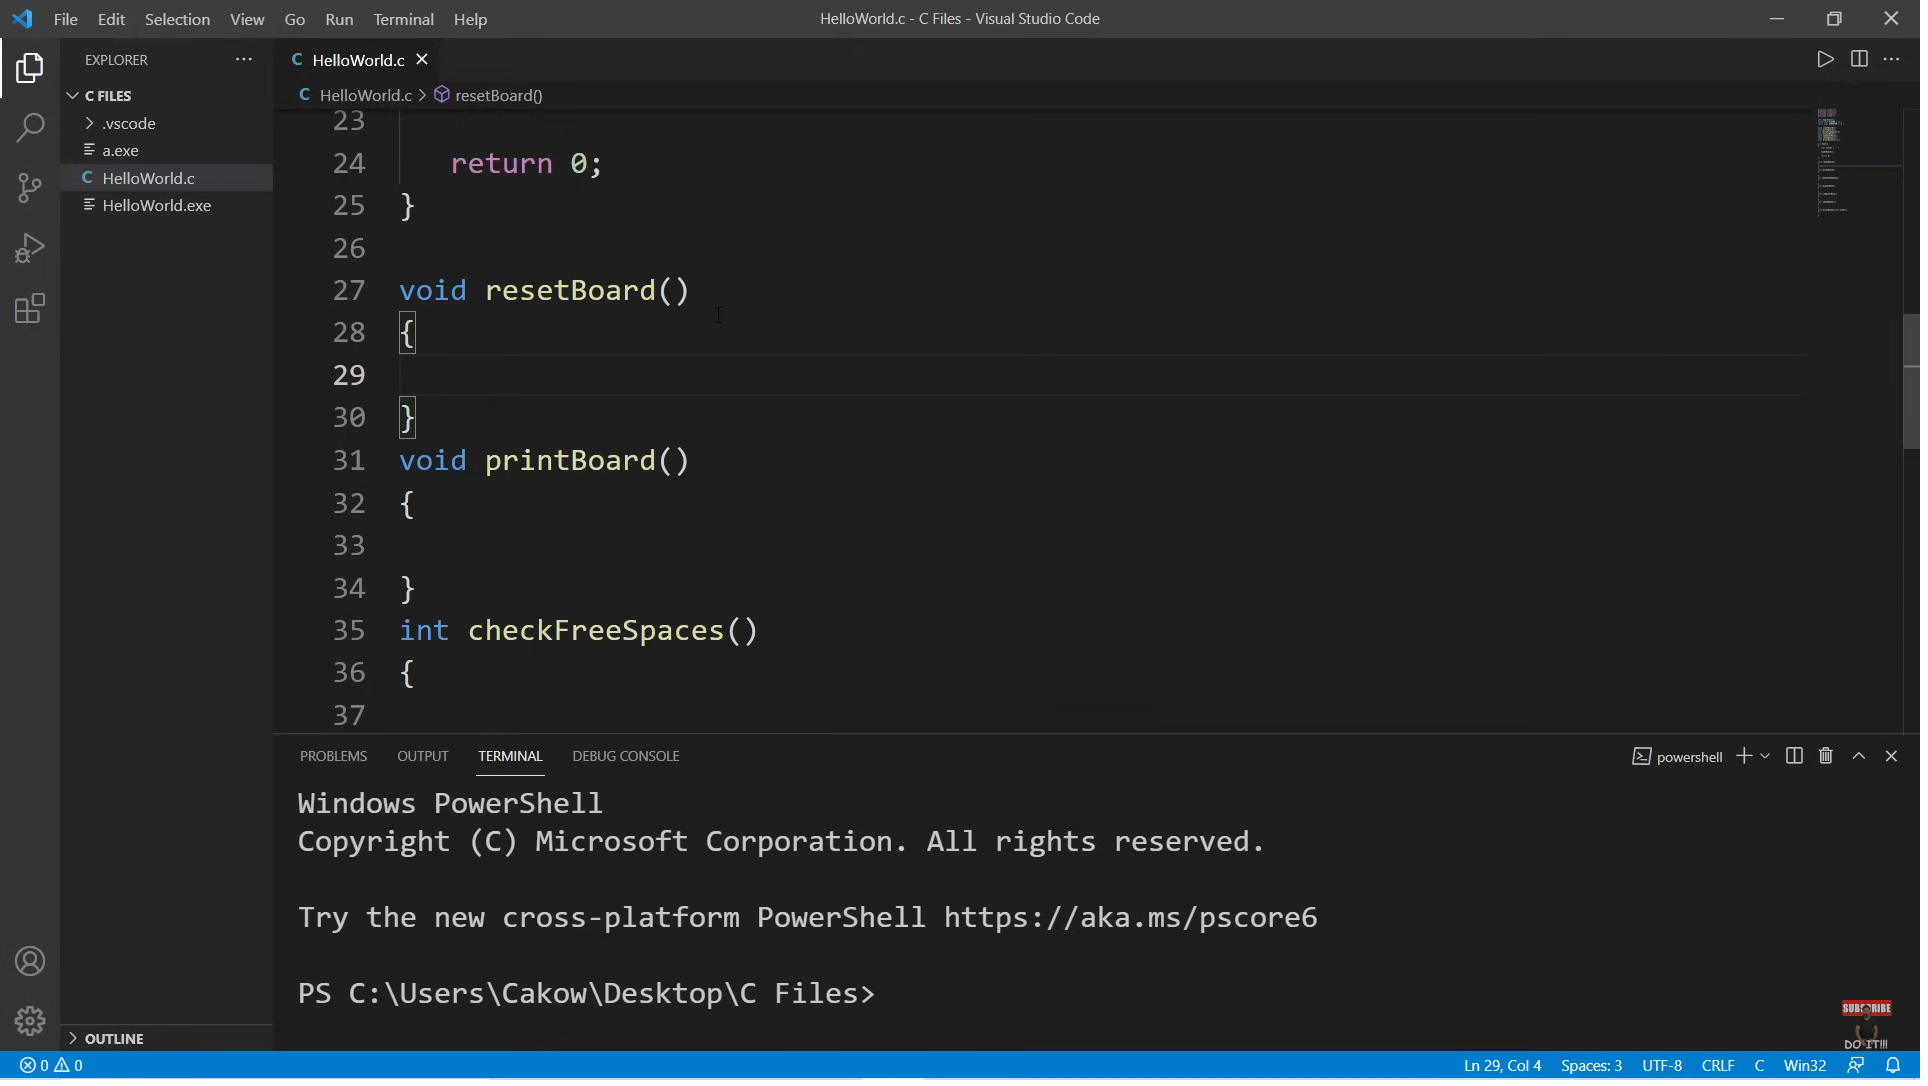 File Edit Selection View Go Run Terminal Help
HelloWorld.c - C Files - Visual Studio Code
EXPLORER
C FILES
.vscode
a.exe
C HelloWorld.c
HelloWorld.exe
OUTLINE
C HelloWorld.c
C HelloWorld.c > resetBoard()
23
24 return 0;
25 }
26
27 void resetBoard()
28 {
29
30 }
31 void printBoard()
32 {
33
34 }
35 int checkFreeSpaces()
36 {
37
PROBLEMS OUTPUT TERMINAL DEBUG CONSOLE
powershell
Windows PowerShell
Copyright (C) Microsoft Corporation. All rights reserved.
Try the new cross-platform PowerShell https://aka.ms/pscore6
PS C:\Users\Cakow\Desktop\C Files>
SUBSCRIBE
DO IT!!!
0 0
Ln 29, Col 4 Spaces: 3 UTF-8 CRLF C Win32